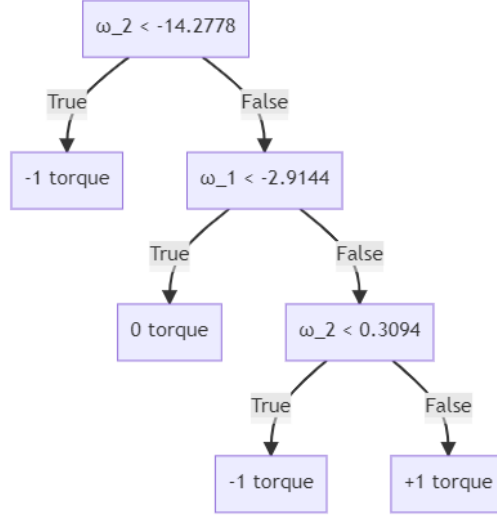 ω_2 < -14.2778
True
False
-1 torque
ω_1 < -2.9144
True
False
0 torque
ω_2 < 0.3094
True
False
-1 torque
+1 torque